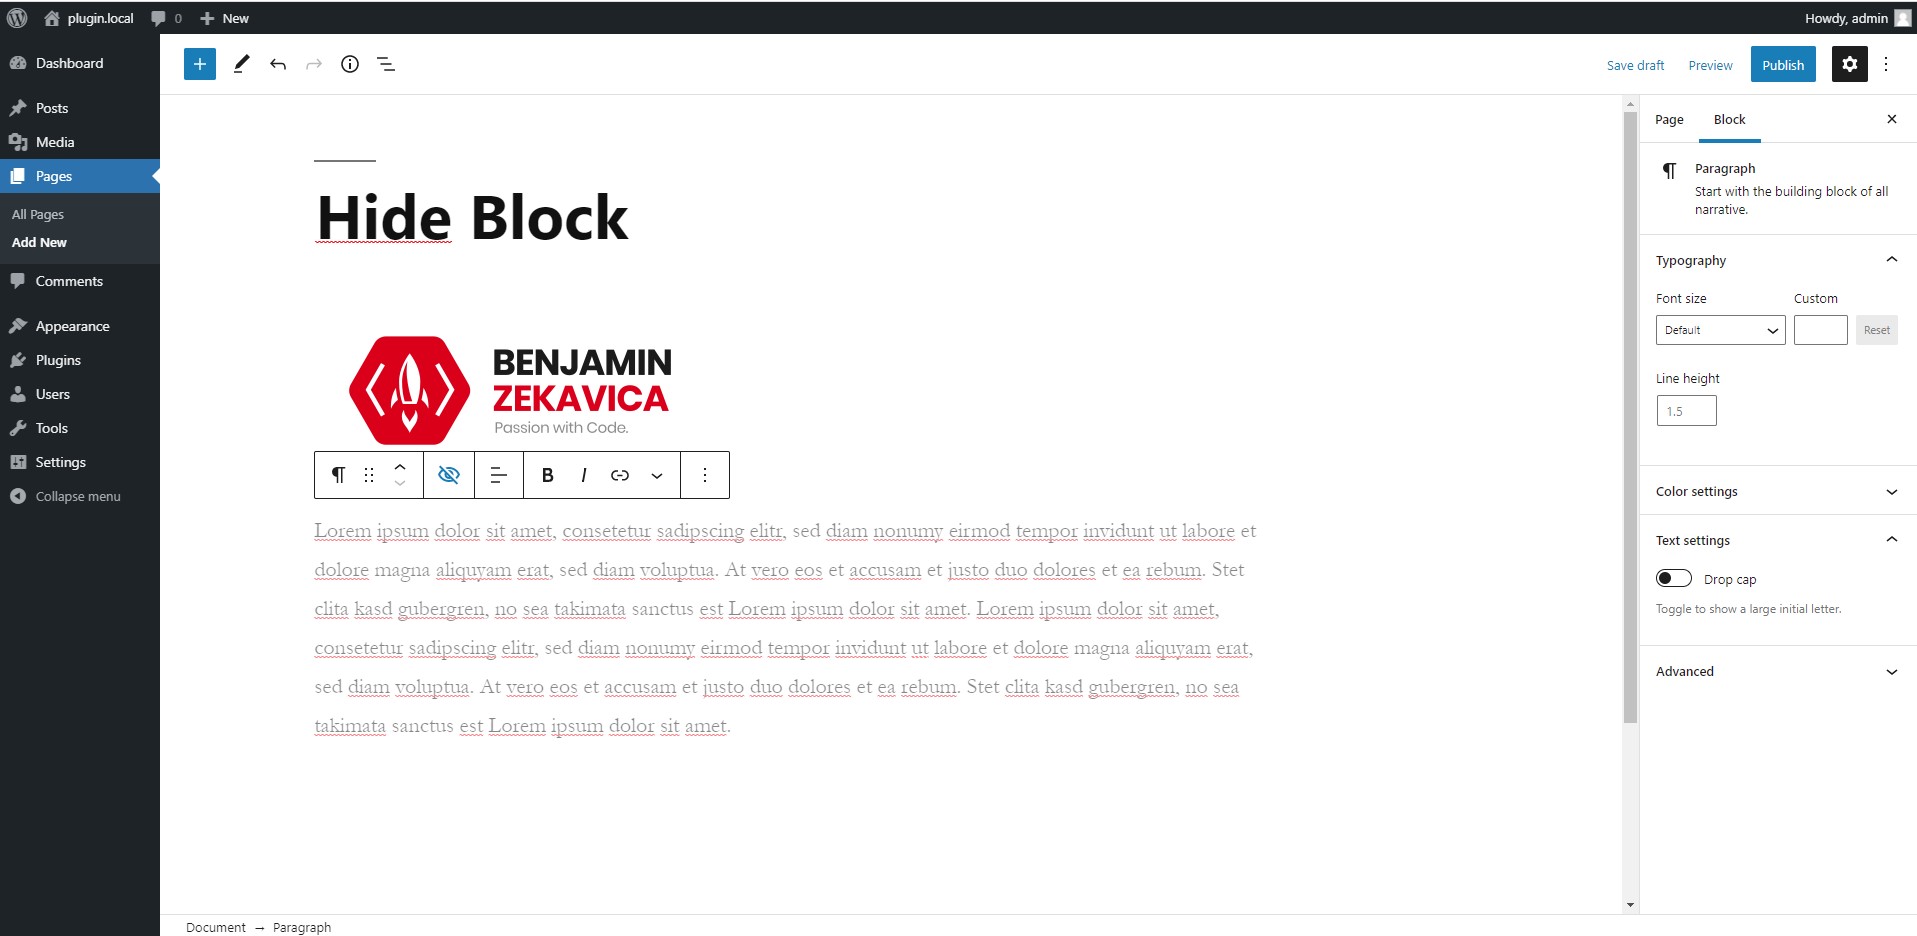 plugin.local 0 New Howdy, admin
Dashboard
Posts
Media
Pages
All Pages
Add New
Comments
Appearance
Plugins
Users
Tools
Settings
Collapse menu
Save draft Preview Publish
Hide Block
BENJAMIN
ZEKAVICA
Passion with Code.
B I
Lorem ipsum dolor sit amet, consetetur sadipscing elitr, sed diam nonumy eirmod tempor invidunt ut labore et
dolore magna aliquyam erat, sed diam voluptua. At vero eos et accusam et justo duo dolores et ea rebum. Stet
clita kasd gubergren, no sea takimata sanctus est Lorem ipsum dolor sit amet. Lorem ipsum dolor sit amet,
consetetur sadipscing elitr, sed diam nonumy eirmod tempor invidunt ut labore et dolore magna aliquyam erat,
sed diam voluptua. At vero eos et accusam et justo duo dolores et ea rebum. Stet clita kasd gubergren, no sea
takimata sanctus est Lorem ipsum dolor sit amet.
Page Block
Paragraph
Start with the building block of all
narrative.
Typography
Font size Custom
Default Reset
Line height
1.5
Color settings
Text settings
Drop cap
Toggle to show a large initial letter.
Advanced
Document → Paragraph